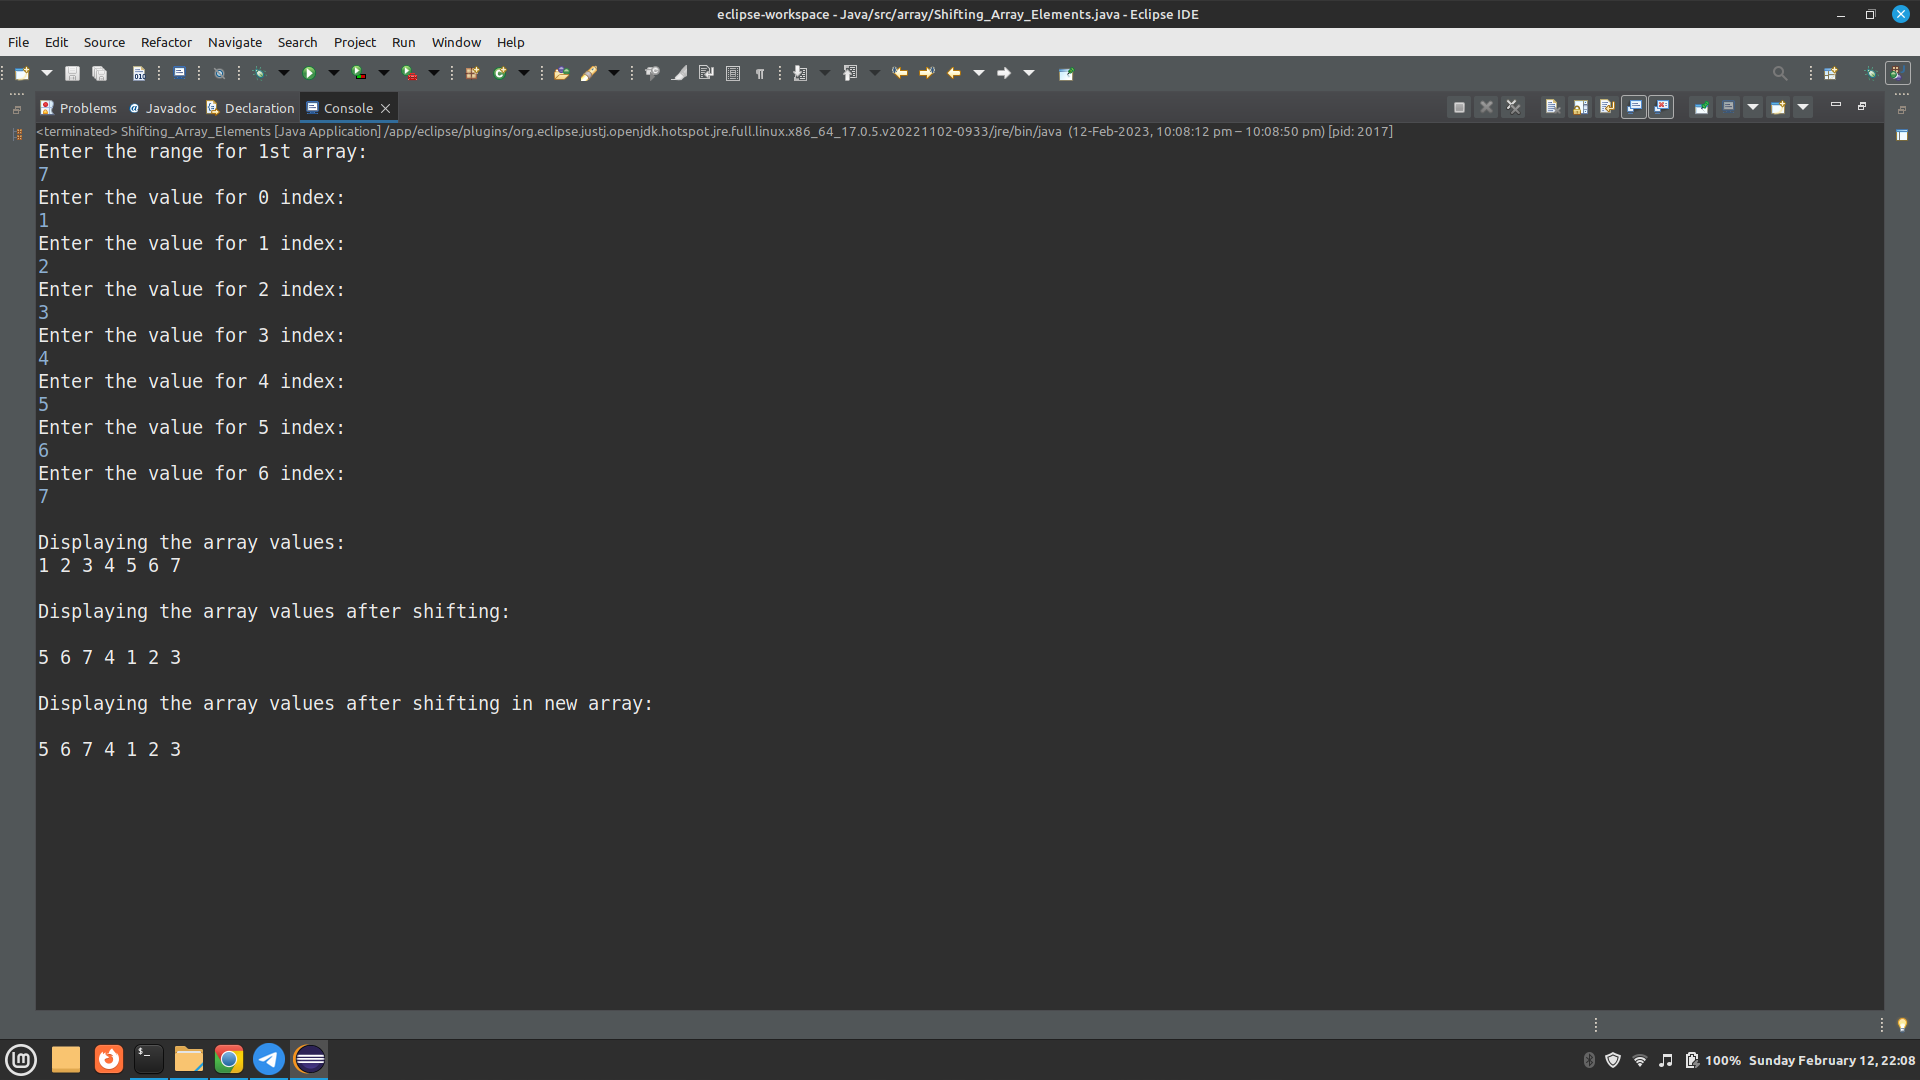 eclipse-workspace - Java/src/array/Shifting_Array_Elements.java - Eclipse IDE
File Edit Source Refactor Navigate Search Project Run Window Help
Problems Javadoc Declaration Console
<terminated> Shifting_Array_Elements [Java Application] /app/eclipse/plugins/org.eclipse.justj.openjdk.hotspot.jre.full.linux.x86_64_17.0.5.v20221102-0933/jre/bin/java (12-Feb-2023, 10:08:12 pm – 10:08:50 pm) [pid: 2017]
Enter the range for 1st array:
7
Enter the value for 0 index:
1
Enter the value for 1 index:
2
Enter the value for 2 index:
3
Enter the value for 3 index:
4
Enter the value for 4 index:
5
Enter the value for 5 index:
6
Enter the value for 6 index:
7
Displaying the array values:
1 2 3 4 5 6 7
Displaying the array values after shifting:
5 6 7 4 1 2 3
Displaying the array values after shifting in new array:
5 6 7 4 1 2 3
100% Sunday February 12, 22:08